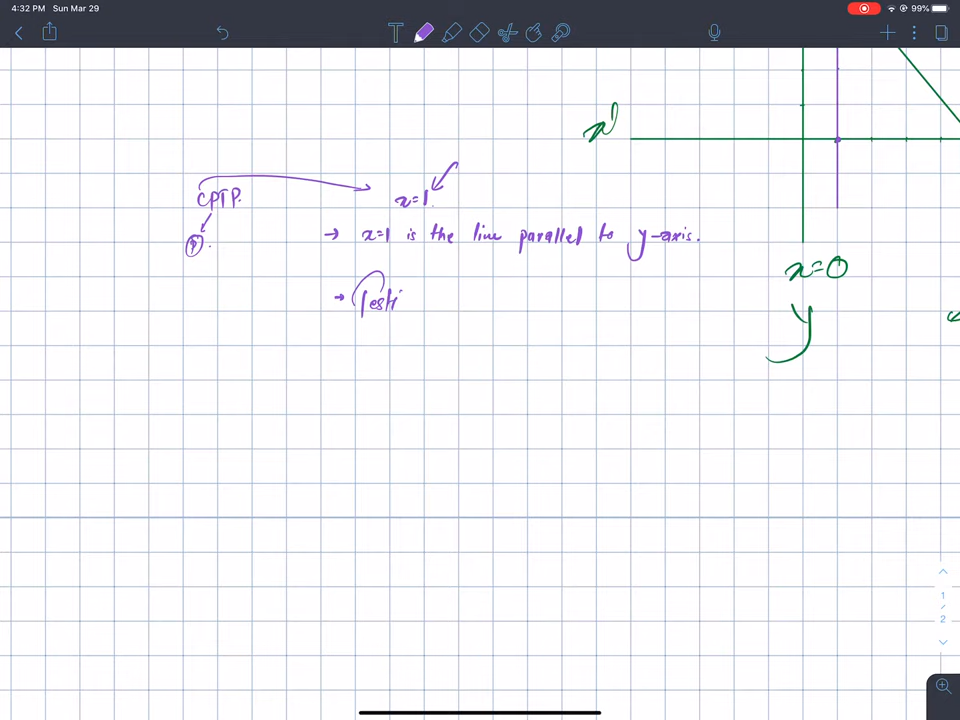 4:32 PM Sun Mar 29
99%
T
x'
CPTP.
x=1.
P.
→ x=1 is the line parallel to y-axis.
x=0
→ Testi
y
1
/
2